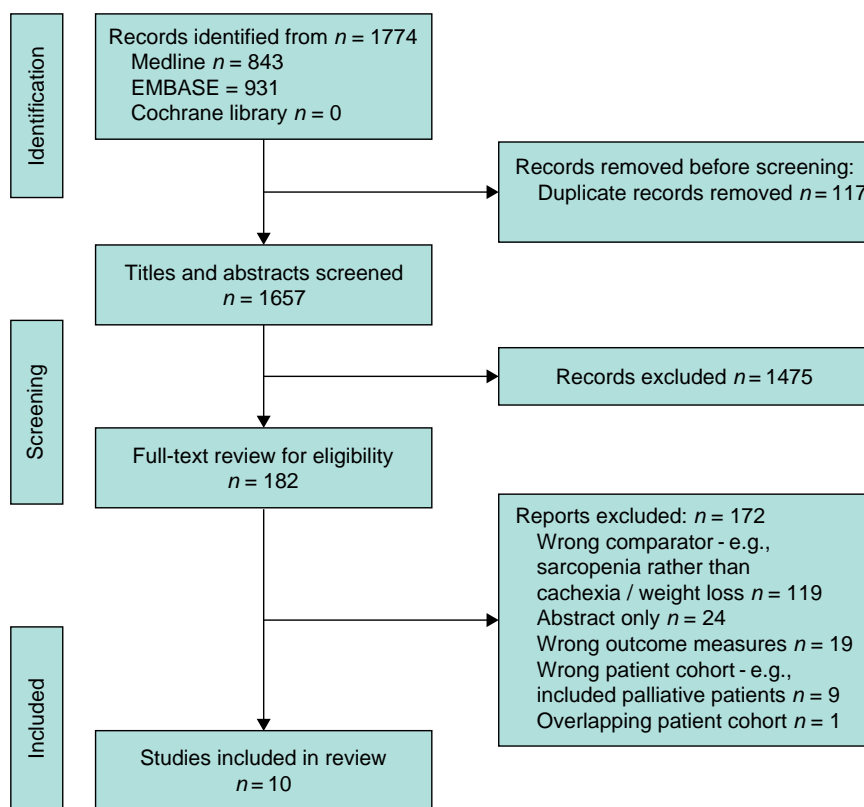 Identification
Records identified from n = 1774
Medline n = 843
EMBASE = 931
Cochrane library n = 0
Records removed before screening:
Duplicate records removed n = 117
Titles and abstracts screened
n = 1657
Screening
Records excluded n = 1475
Full-text review for eligibility
n = 182
Reports excluded: n = 172
Wrong comparator - e.g.,
sarcopenia rather than
cachexia / weight loss n = 119
Abstract only n = 24
Wrong outcome measures n = 19
Wrong patient cohort - e.g.,
included palliative patients n = 9
Overlapping patient cohort n = 1
Included
Studies included in review
n = 10